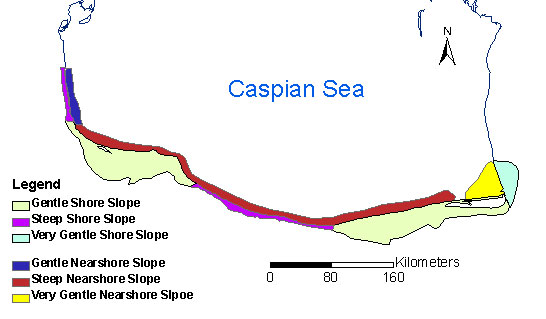 N
Caspian Sea
Legend
Gentle Shore Slope
Steep Shore Slope
Very Gentle Shore Slope
Gentle Nearshore Slope
Steep Nearshore Slope
Very Gentle Nearshore Slpoe
Kilometers
0 80 160